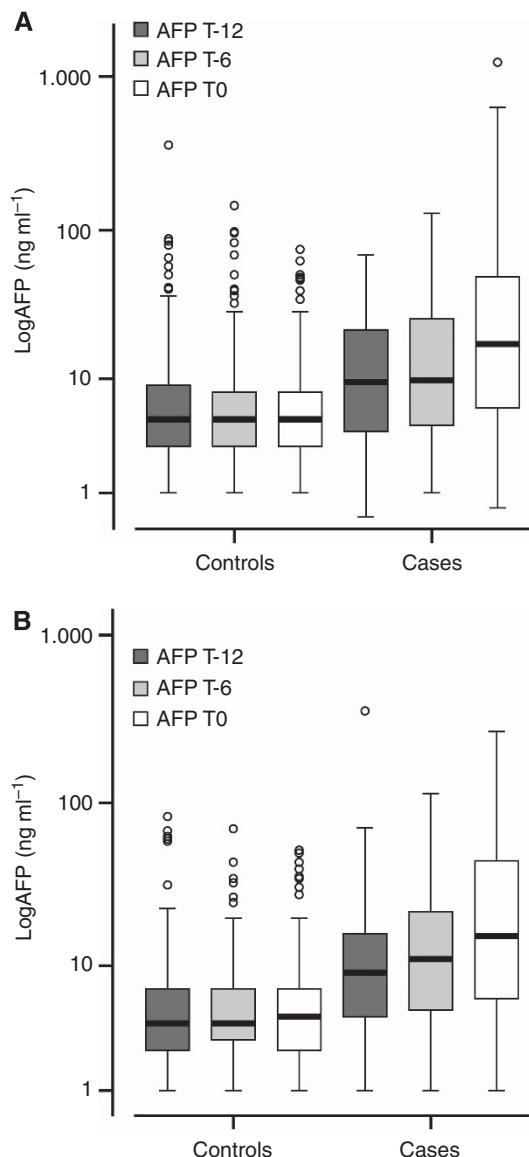 A
AFP T-12
AFP T-6
AFP T0
1.000
100
10
1
LogAFP (ng ml⁻¹)
Controls
Cases
B
1.000
AFP T-12
AFP T-6
AFP T0
100
10
1
LogAFP (ng ml⁻¹)
Controls
Cases